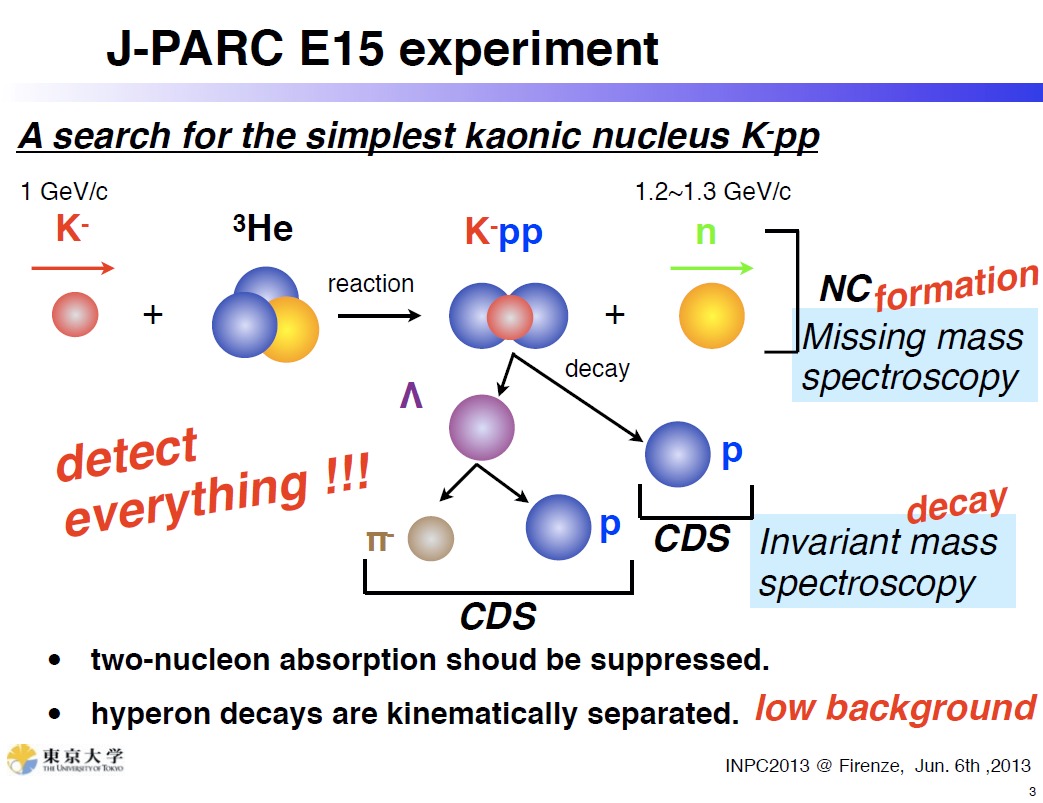 J-PARC E15 experiment
A search for the simplest kaonic nucleus K-pp
1 GeV/c
1.2~1.3 GeV/c
K-
3He
K-pp
n
reaction
+
+
NC formation
Missing mass
spectroscopy
decay
Λ
p
detect
everything !!!
π-
p
CDS
decay
Invariant mass
spectroscopy
CDS
• two-nucleon absorption shoud be suppressed.
• hyperon decays are kinematically separated. low background
東京大学
THE UNIVERSITY OF TOKYO
INPC2013 @ Firenze, Jun. 6th ,2013
3